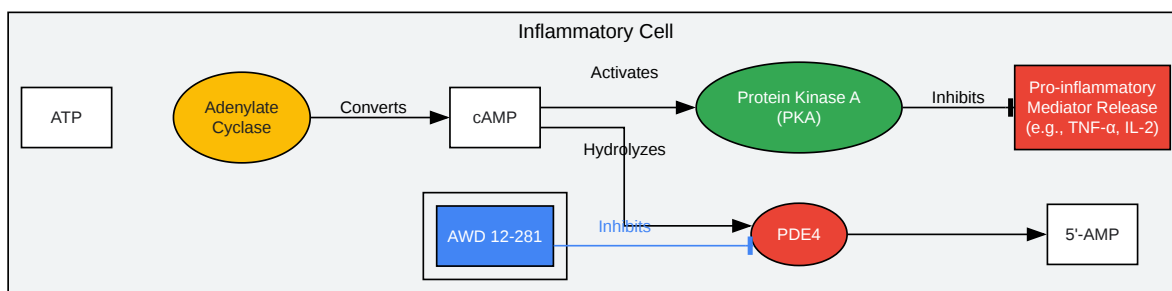 Inflammatory Cell
ATP
Adenylate
Cyclase
Converts
cAMP
Activates
Hydrolyzes
Protein Kinase A
(PKA)
Inhibits
Pro-inflammatory
Mediator Release
(e.g., TNF-α, IL-2)
AWD 12-281
Inhibits
PDE4
5'-AMP